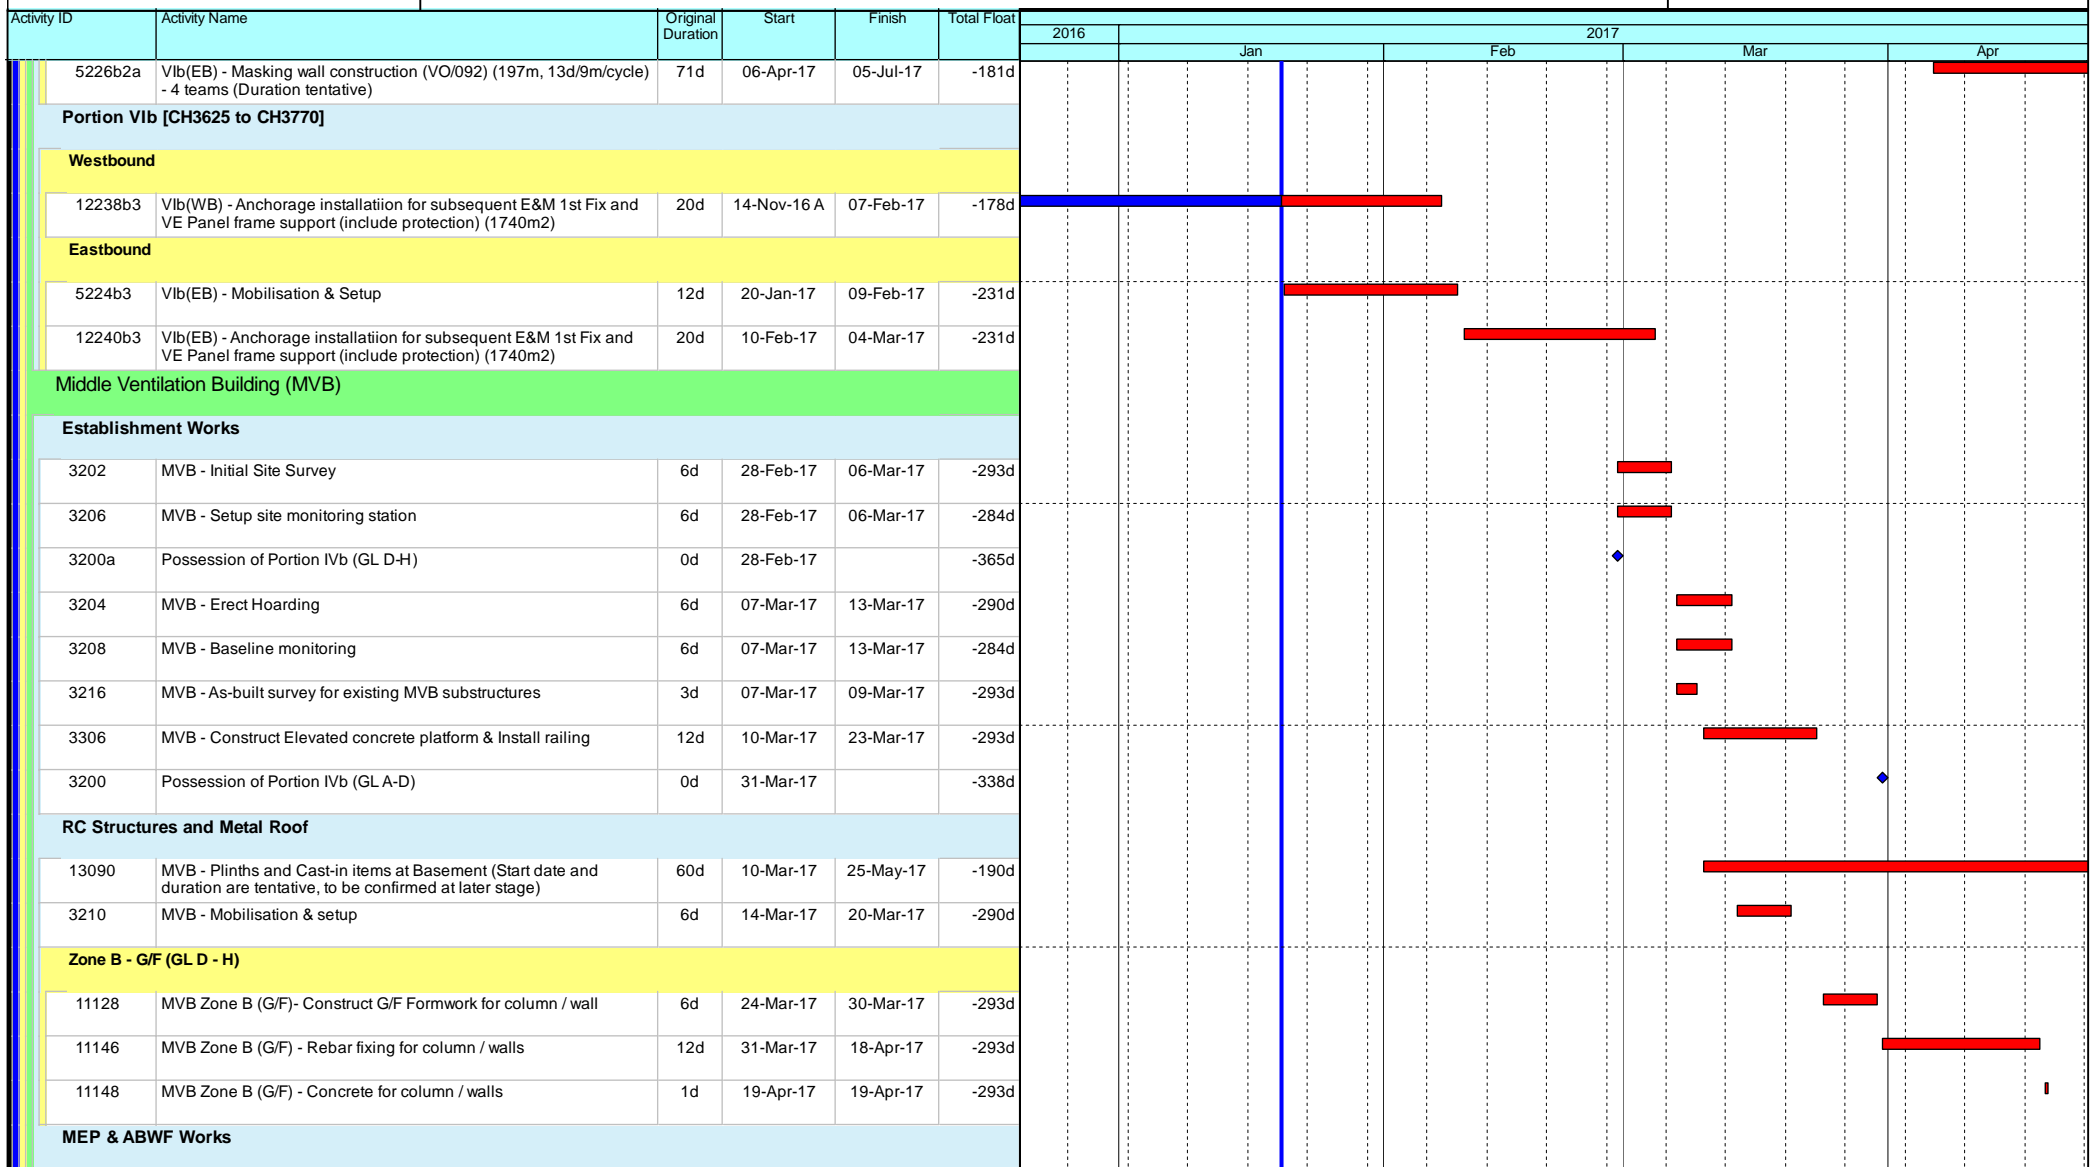 Activity ID Activity Name Original Duration Start Finish Total Float
2016 2017
Jan Feb Mar Apr
5226b2a VIb(EB) - Masking wall construction (VO/092) (197m, 13d/9m/cycle) 71d 06-Apr-17 05-Jul-17 -181d
- 4 teams (Duration tentative)
Portion VIb [CH3625 to CH3770]
Westbound
12238b3 VIb(WB) - Anchorage installatiion for subsequent E&M 1st Fix and 20d 14-Nov-16 A 07-Feb-17 -178d
VE Panel frame support (include protection) (1740m2)
Eastbound
5224b3 VIb(EB) - Mobilisation & Setup 12d 20-Jan-17 09-Feb-17 -231d
12240b3 VIb(EB) - Anchorage installatiion for subsequent E&M 1st Fix and 20d 10-Feb-17 04-Mar-17 -231d
VE Panel frame support (include protection) (1740m2)
Middle Ventilation Building (MVB)
Establishment Works
3202 MVB - Initial Site Survey 6d 28-Feb-17 06-Mar-17 -293d
3206 MVB - Setup site monitoring station 6d 28-Feb-17 06-Mar-17 -284d
3200a Possession of Portion IVb (GL D-H) 0d 28-Feb-17 -365d
3204 MVB - Erect Hoarding 6d 07-Mar-17 13-Mar-17 -290d
3208 MVB - Baseline monitoring 6d 07-Mar-17 13-Mar-17 -284d
3216 MVB - As-built survey for existing MVB substructures 3d 07-Mar-17 09-Mar-17 -293d
3306 MVB - Construct Elevated concrete platform & Install railing 12d 10-Mar-17 23-Mar-17 -293d
3200 Possession of Portion IVb (GL A-D) 0d 31-Mar-17 -338d
RC Structures and Metal Roof
13090 MVB - Plinths and Cast-in items at Basement (Start date and 60d 10-Mar-17 25-May-17 -190d
duration are tentative, to be confirmed at later stage)
3210 MVB - Mobilisation & setup 6d 14-Mar-17 20-Mar-17 -290d
Zone B - G/F (GL D - H)
11128 MVB Zone B (G/F)- Construct G/F Formwork for column / wall 6d 24-Mar-17 30-Mar-17 -293d
11146 MVB Zone B (G/F) - Rebar fixing for column / walls 12d 31-Mar-17 18-Apr-17 -293d
11148 MVB Zone B (G/F) - Concrete for column / walls 1d 19-Apr-17 19-Apr-17 -293d
MEP & ABWF Works